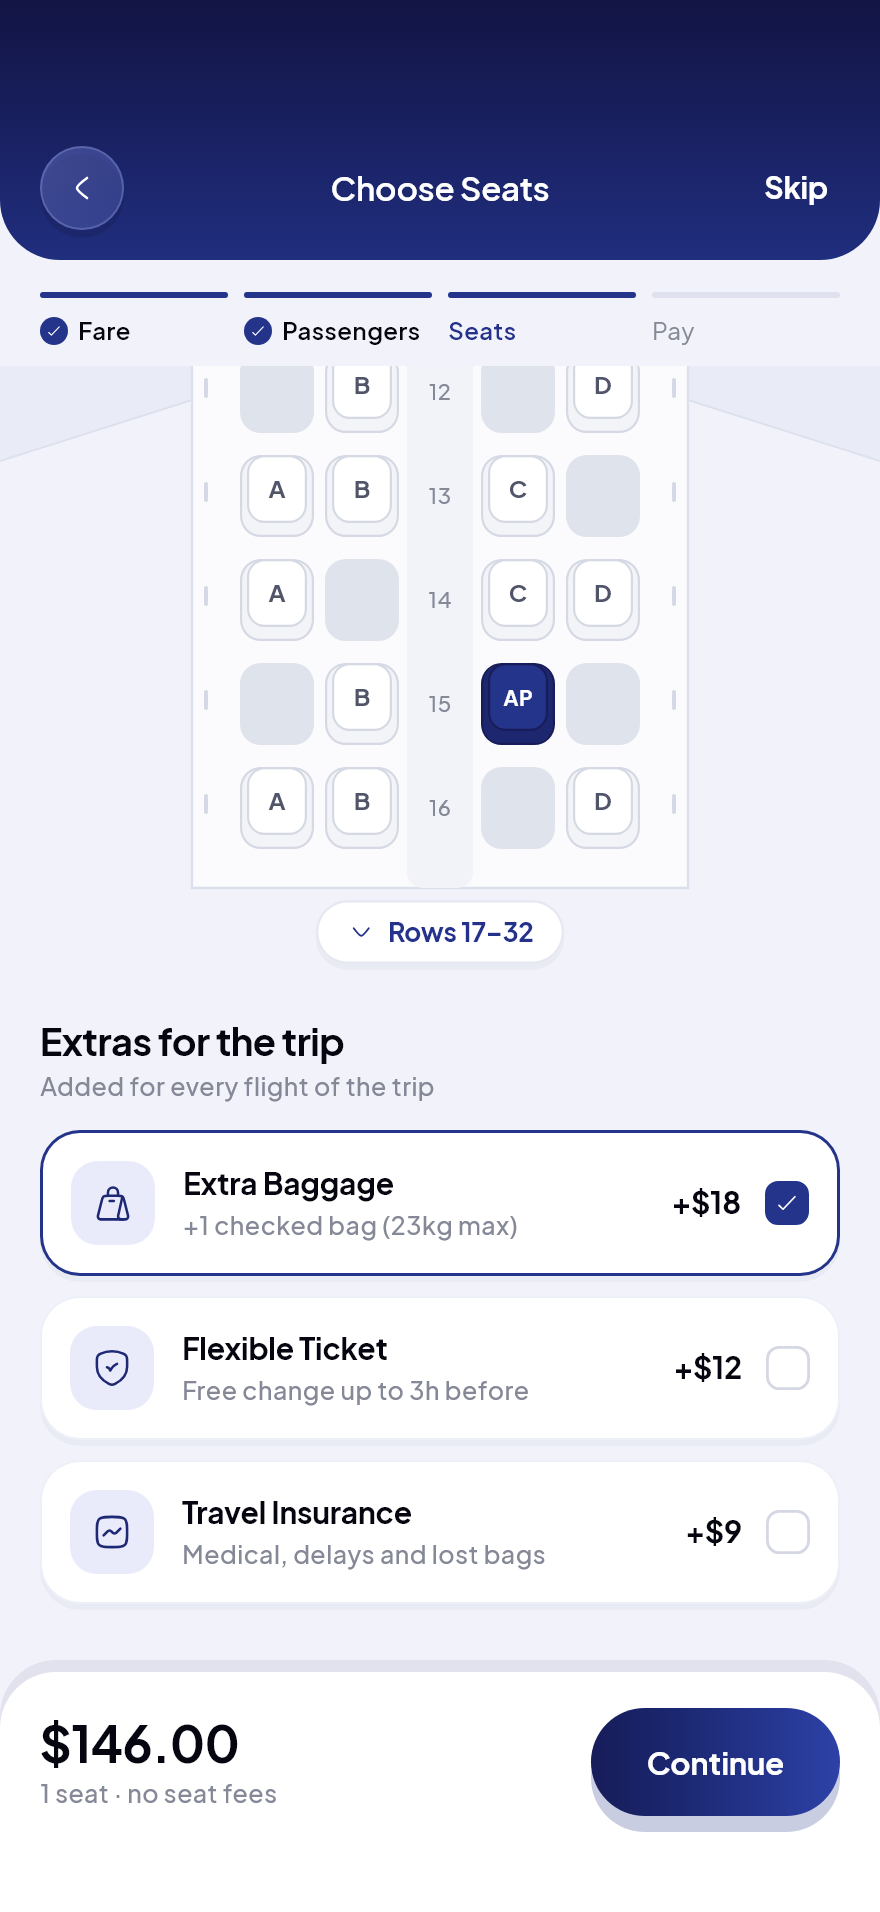 Choose Seats
Skip
Fare
Passengers
Seats
Pay
B 12 D
A B 13 C
A 14 C D
B 15 AP
A B 16 D
Rows 17–32
Extras for the trip
Added for every flight of the trip
Extra Baggage
+1 checked bag (23kg max)
+$18
Flexible Ticket
Free change up to 3h before
+$12
Travel Insurance
Medical, delays and lost bags
+$9
$146.00
1 seat · no seat fees
Continue